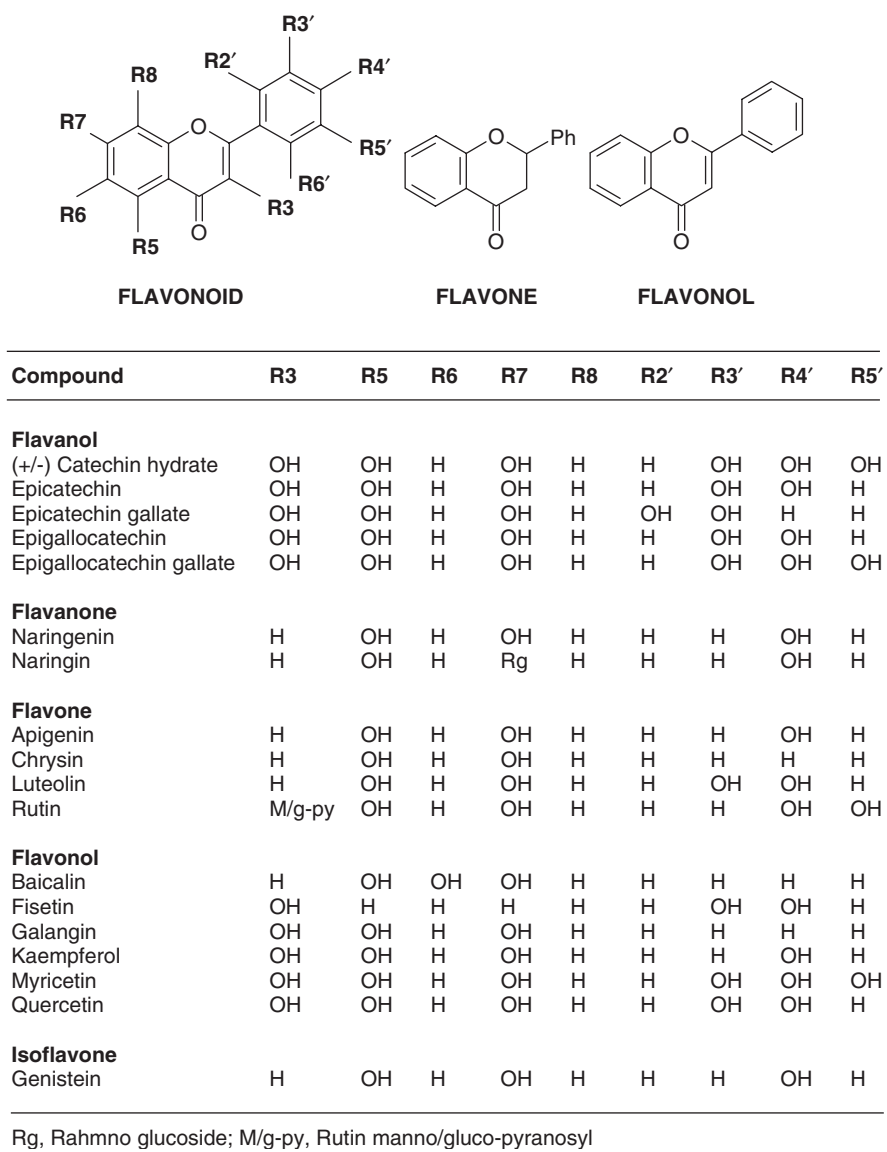 R3′
R2′ R4′
R8
R7 O
R5′
R6′
R6 R3
O
R5
O Ph
O
O
O
FLAVONOID FLAVONE FLAVONOL
Compound R3 R5 R6 R7 R8 R2′ R3′ R4′ R5′
Flavanol
(+/-) Catechin hydrate OH OH H OH H H OH OH OH
Epicatechin OH OH H OH H H OH OH H
Epicatechin gallate OH OH H OH H OH OH H H
Epigallocatechin OH OH H OH H H OH OH H
Epigallocatechin gallate OH OH H OH H H OH OH OH
Flavanone
Naringenin H OH H OH H H H OH H
Naringin H OH H Rg H H H OH H
Flavone
Apigenin H OH H OH H H H OH H
Chrysin H OH H OH H H H H H
Luteolin H OH H OH H H OH OH H
Rutin M/g-py OH H OH H H H OH OH
Flavonol
Baicalin H OH OH OH H H H H H
Fisetin OH H H H H H OH OH H
Galangin OH OH H OH H H H H H
Kaempferol OH OH H OH H H H OH H
Myricetin OH OH H OH H H OH OH OH
Quercetin OH OH H OH H H OH OH H
Isoflavone
Genistein H OH H OH H H H OH H
Rg, Rahmno glucoside; M/g-py, Rutin manno/gluco-pyranosyl